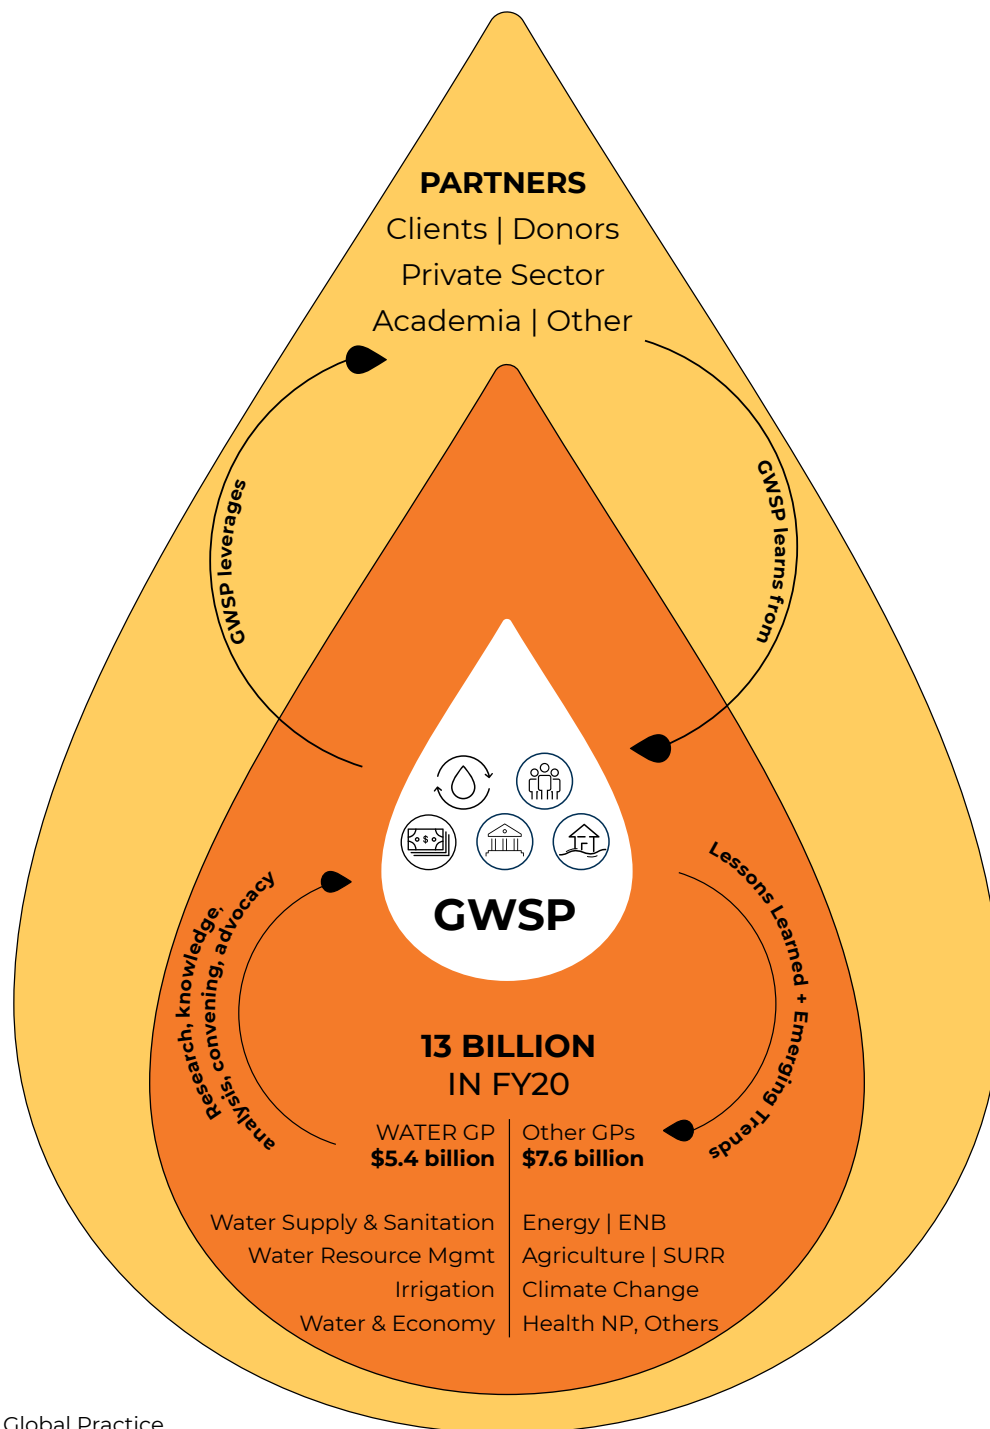 PARTNERS
Clients | Donors
Private Sector
Academia | Other
GWSP leverages
GWSP learns from
GWSP
Research, knowledge,
analysis, convening, advocacy
Lessons Learned + Emerging Trends
13 BILLION
IN FY20
WATER GP
$5.4 billion
Other GPs
$7.6 billion
Water Supply & Sanitation
Water Resource Mgmt
Irrigation
Water & Economy
Energy | ENB
Agriculture | SURR
Climate Change
Health NP, Others
Global Practice